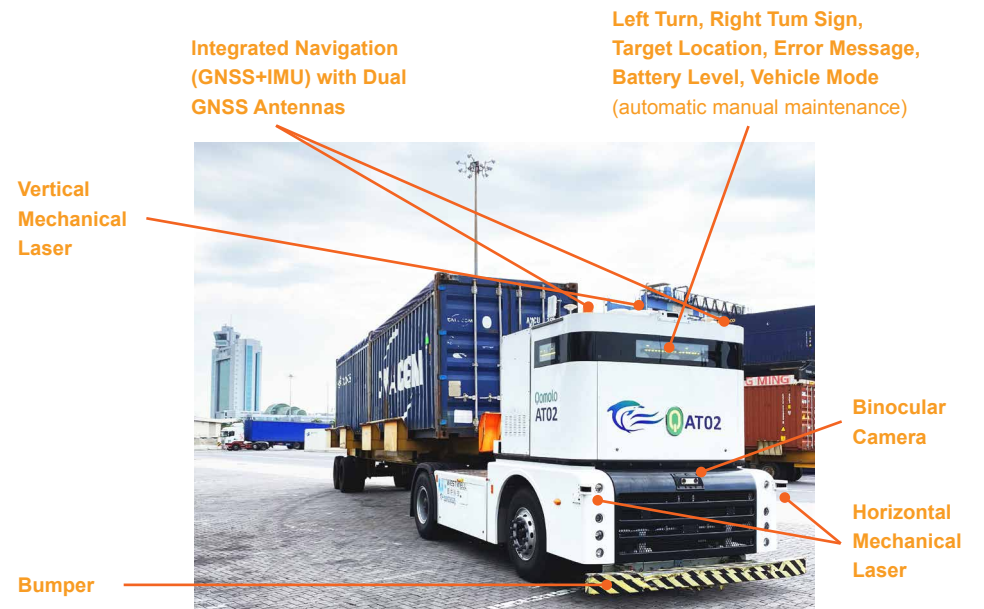 Left Turn, Right Tum Sign,
Target Location, Error Message,
Battery Level, Vehicle Mode
(automatic manual maintenance)
Integrated Navigation
(GNSS+IMU) with Dual
GNSS Antennas
Vertical
Mechanical
Laser
Qomolo
AT02
Q AT02
G MING
Binocular
Camera
Horizontal
Mechanical
Laser
Bumper